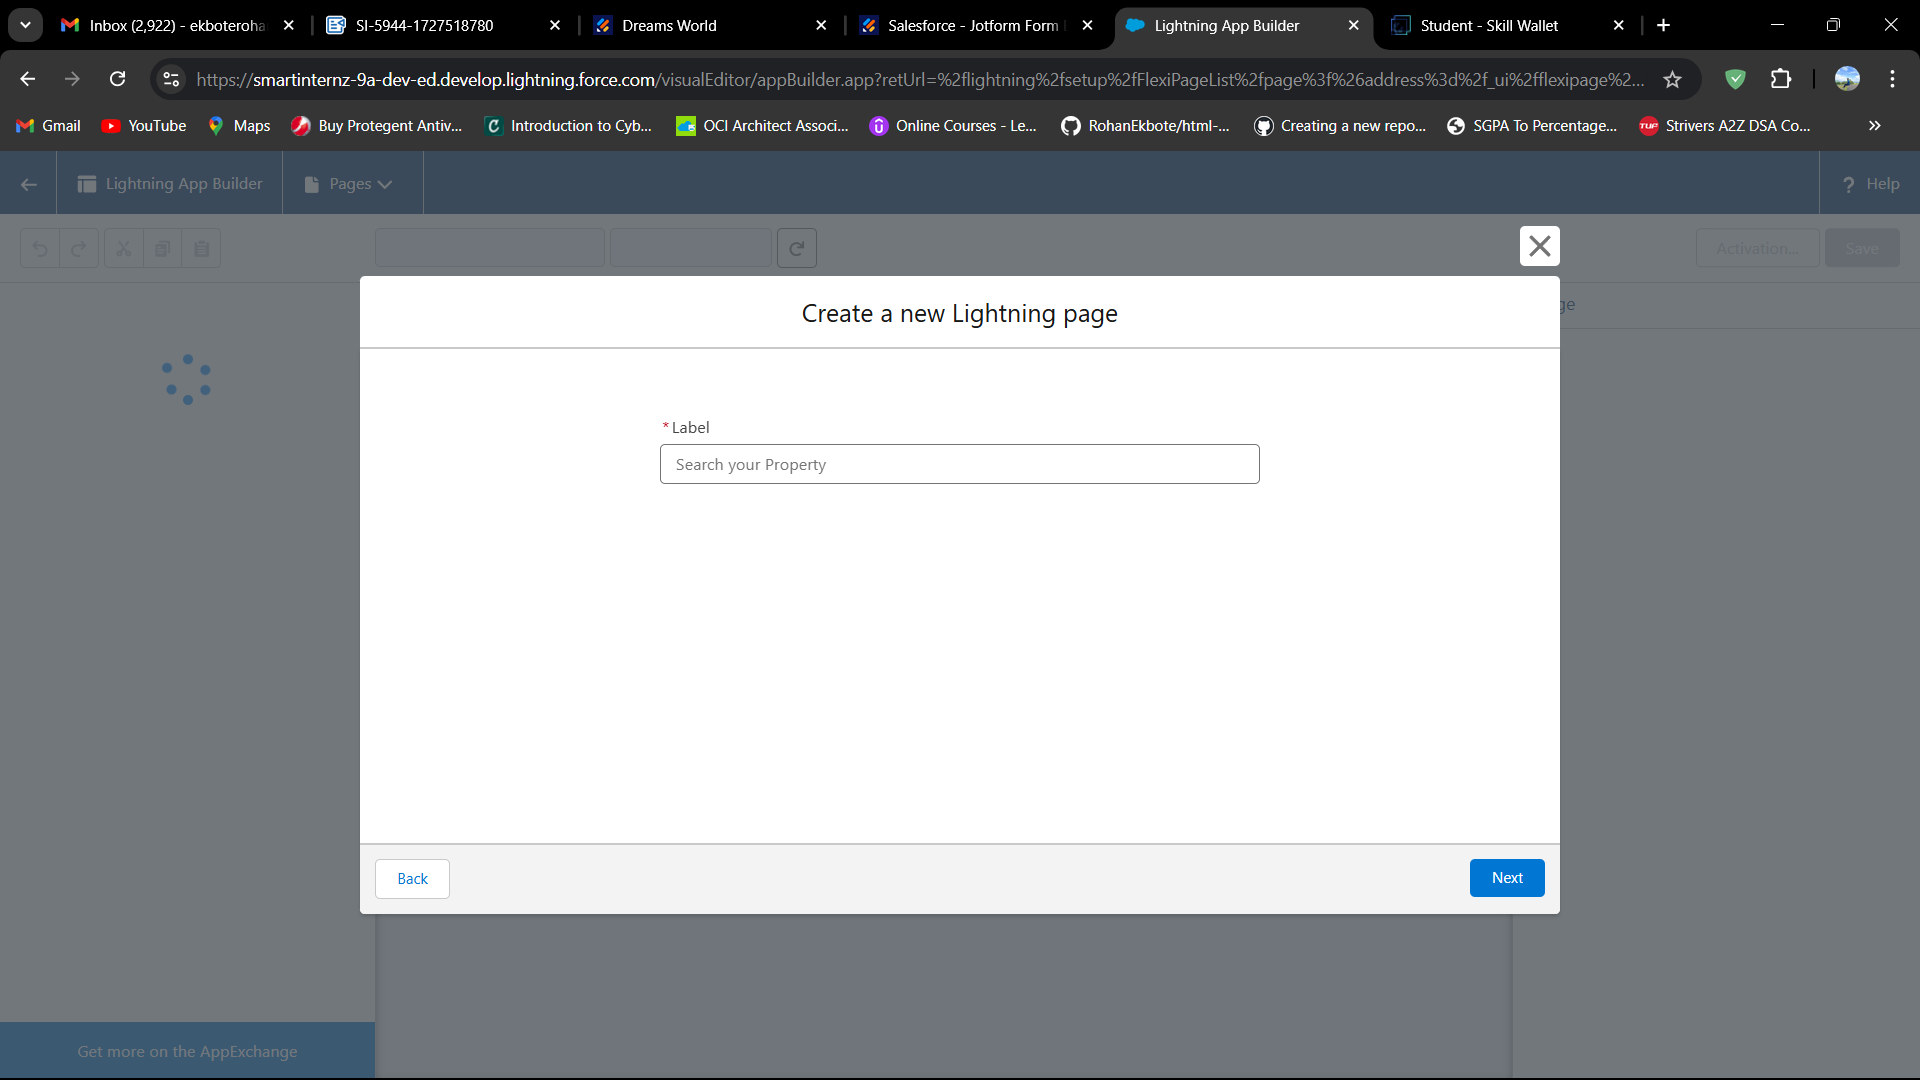 Inbox (2,922) - ekboteroha
SI-5944-1727518780
Dreams World
Salesforce - Jotform Form
Lightning App Builder
Student - Skill Wallet
https://smartinternz-9a-dev-ed.develop.lightning.force.com/visualEditor/appBuilder.app?retUrl=%2flightning%2fsetup%2fFlexiPageList%2fpage%3f%26address%3d%2f_ui%2fflexipage%2...
Gmail
YouTube
Maps
Buy Protegent Antiv...
Introduction to Cyb...
OCI Architect Associ...
Online Courses - Le...
RohanEkbote/html-...
Creating a new repo...
SGPA To Percentage...
TUF
Strivers A2Z DSA Co...
Lightning App Builder
Pages
? Help
Activation...
Save
ge
Create a new Lightning page
* Label
Search your Property
Back
Next
Get more on the AppExchange